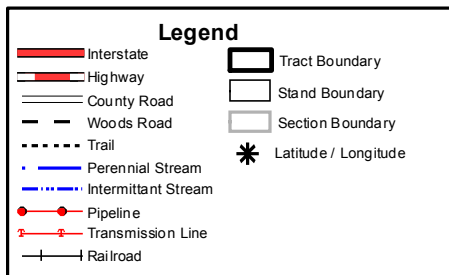 Legend
Interstate
Highway
County Road
Woods Road
Trail
Perennial Stream
Intermittant Stream
Pipeline
Transmission Line
Railroad
Tract Boundary
Stand Boundary
Section Boundary
Latitude / Longitude